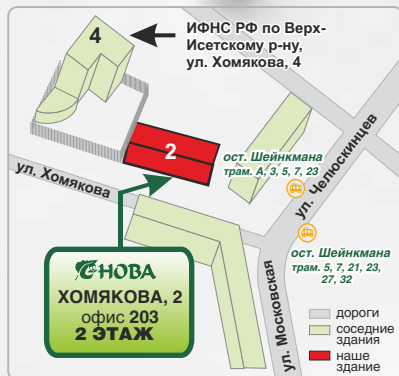 4
ИФНС РФ по Верх-
Исетскому р-ну,
ул. Хомякова, 4
2
ост. Шейнкмана
трам. А, 3, 5, 7, 23
ул. Хомякова
ул. Челюскинцев
ост. Шейнкмана
трам. 5, 7, 21, 23,
27, 32
НОВА
ХОМЯКОВА, 2
офис 203
2 ЭТАЖ
ул. Московская
дороги
соседние
здания
наше
здание